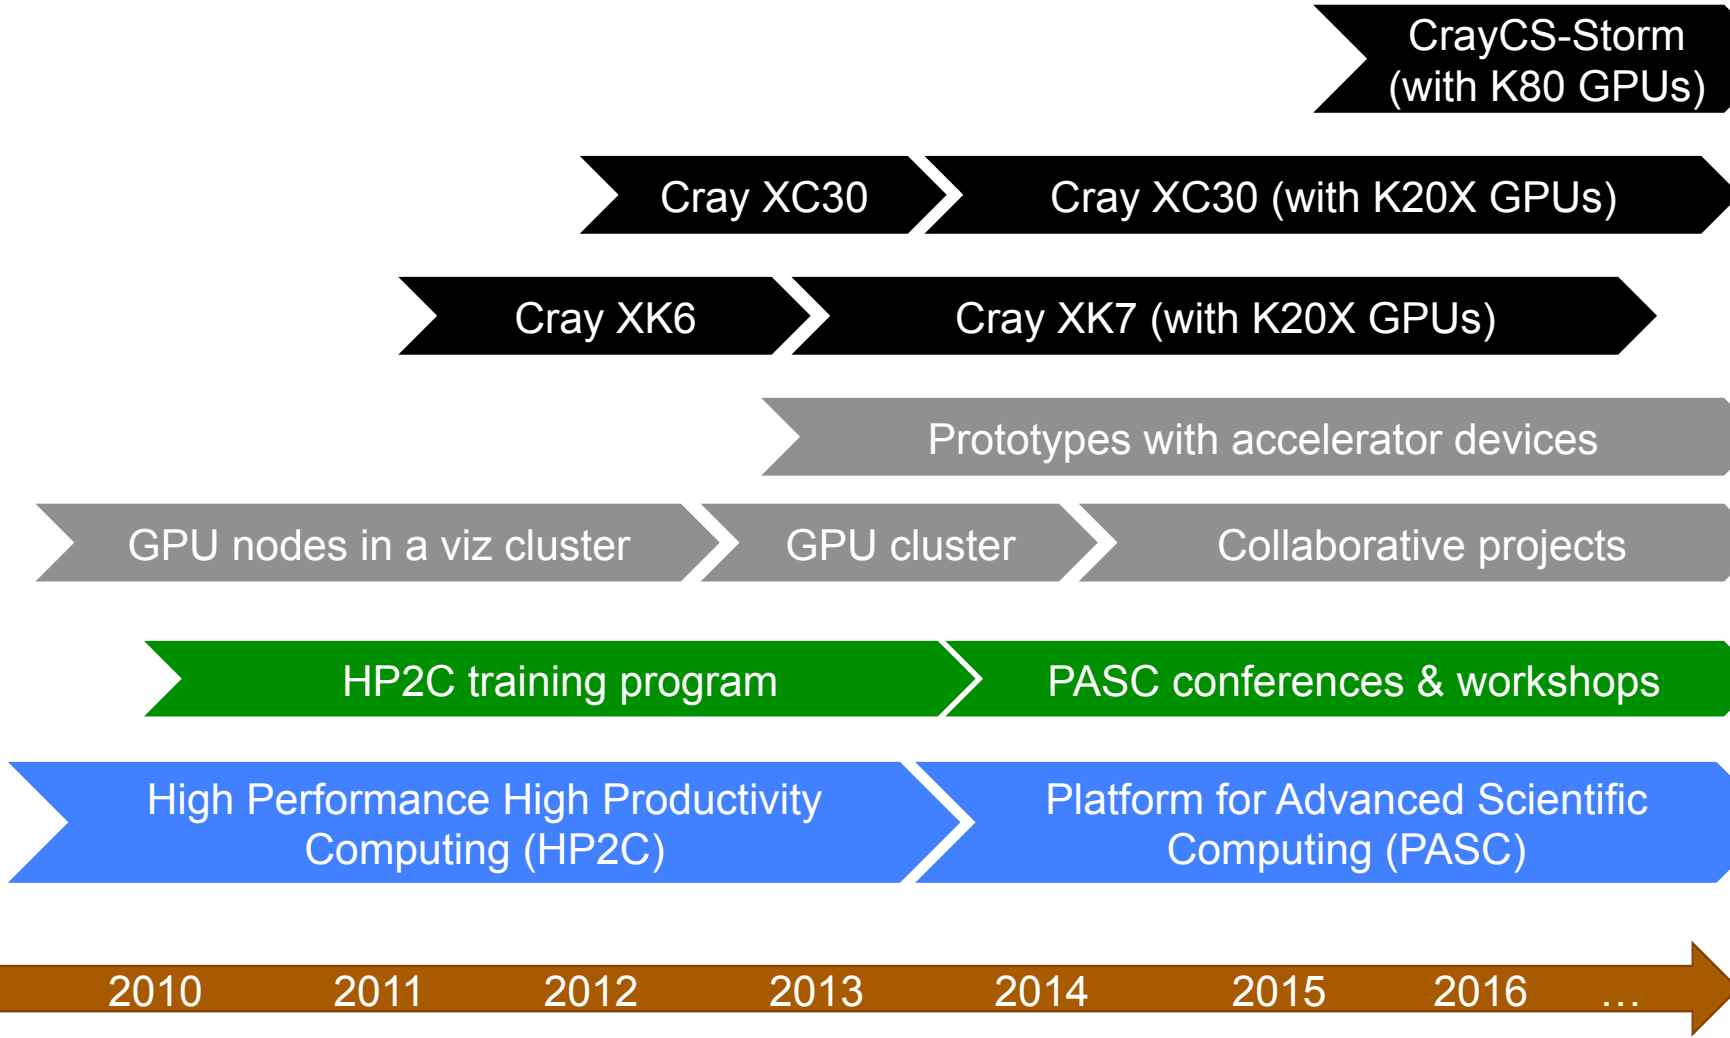 CrayCS-Storm
(with K80 GPUs)
Cray XC30
Cray XC30 (with K20X GPUs)
Cray XK6
Cray XK7 (with K20X GPUs)
Prototypes with accelerator devices
GPU nodes in a viz cluster
GPU cluster
Collaborative projects
HP2C training program
PASC conferences & workshops
High Performance High Productivity
Computing (HP2C)
Platform for Advanced Scientific
Computing (PASC)
2010 2011 2012 2013 2014 2015 2016 …